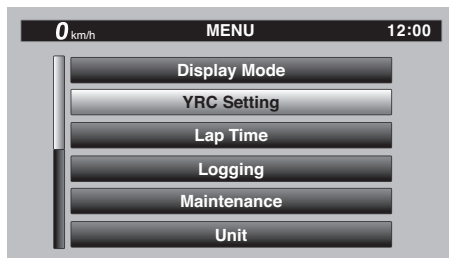 0 km/h MENU 12:00
Display Mode
YRC Setting
Lap Time
Logging
Maintenance
Unit